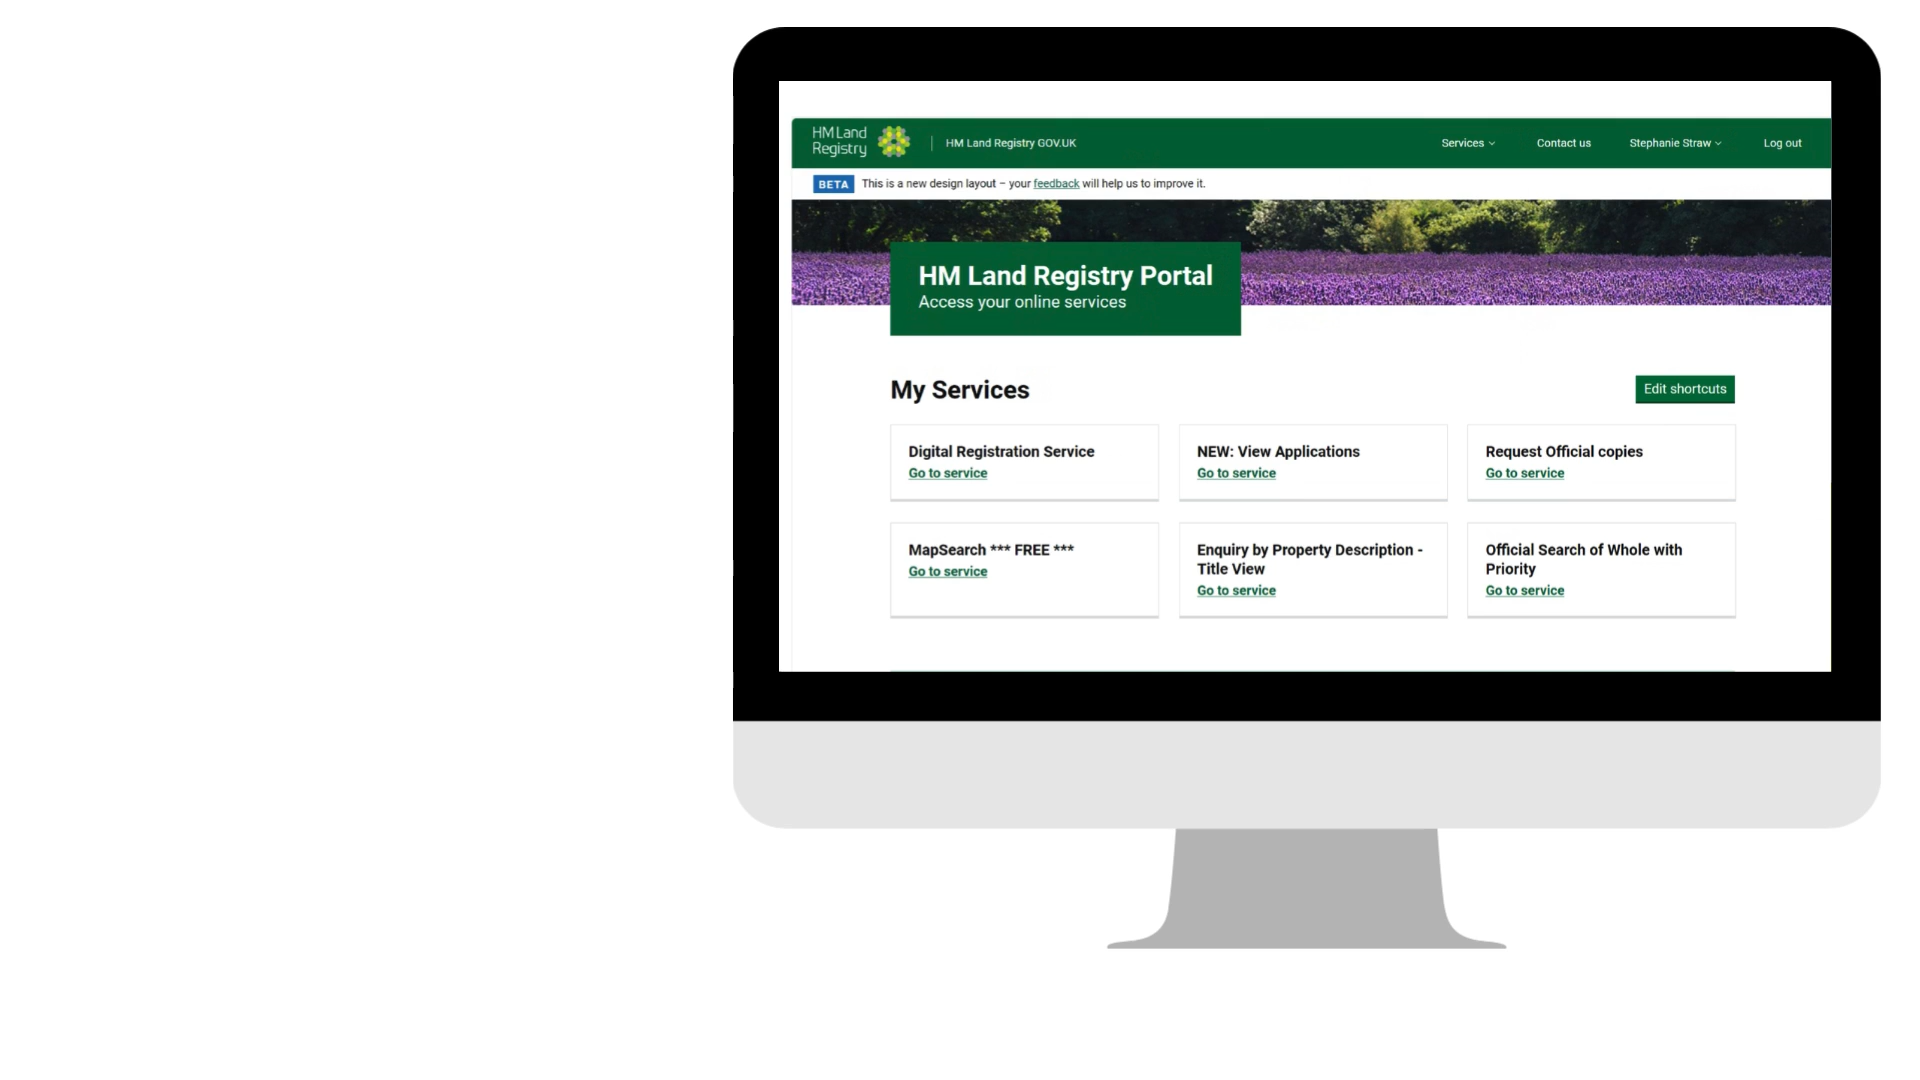 HM Land
Registry
HM Land Registry GOV.UK
Services
Contact us
Stephanie Straw
Log out
BETA
This is a new design layout – your feedback will help us to improve it.
HM Land Registry Portal
Access your online services
My Services
Edit shortcuts
Digital Registration Service
Go to service
NEW: View Applications
Go to service
Request Official copies
Go to service
MapSearch *** FREE ***
Go to service
Enquiry by Property Description -
Title View
Go to service
Official Search of Whole with
Priority
Go to service